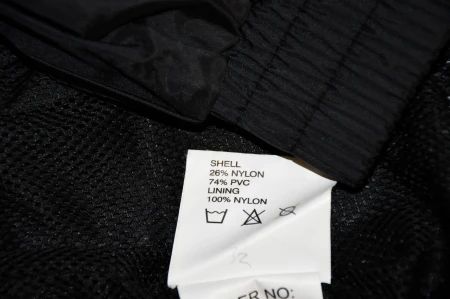 SHELL
26% NYLON
74% PVC
LINING
100% NYLON
ER NO: